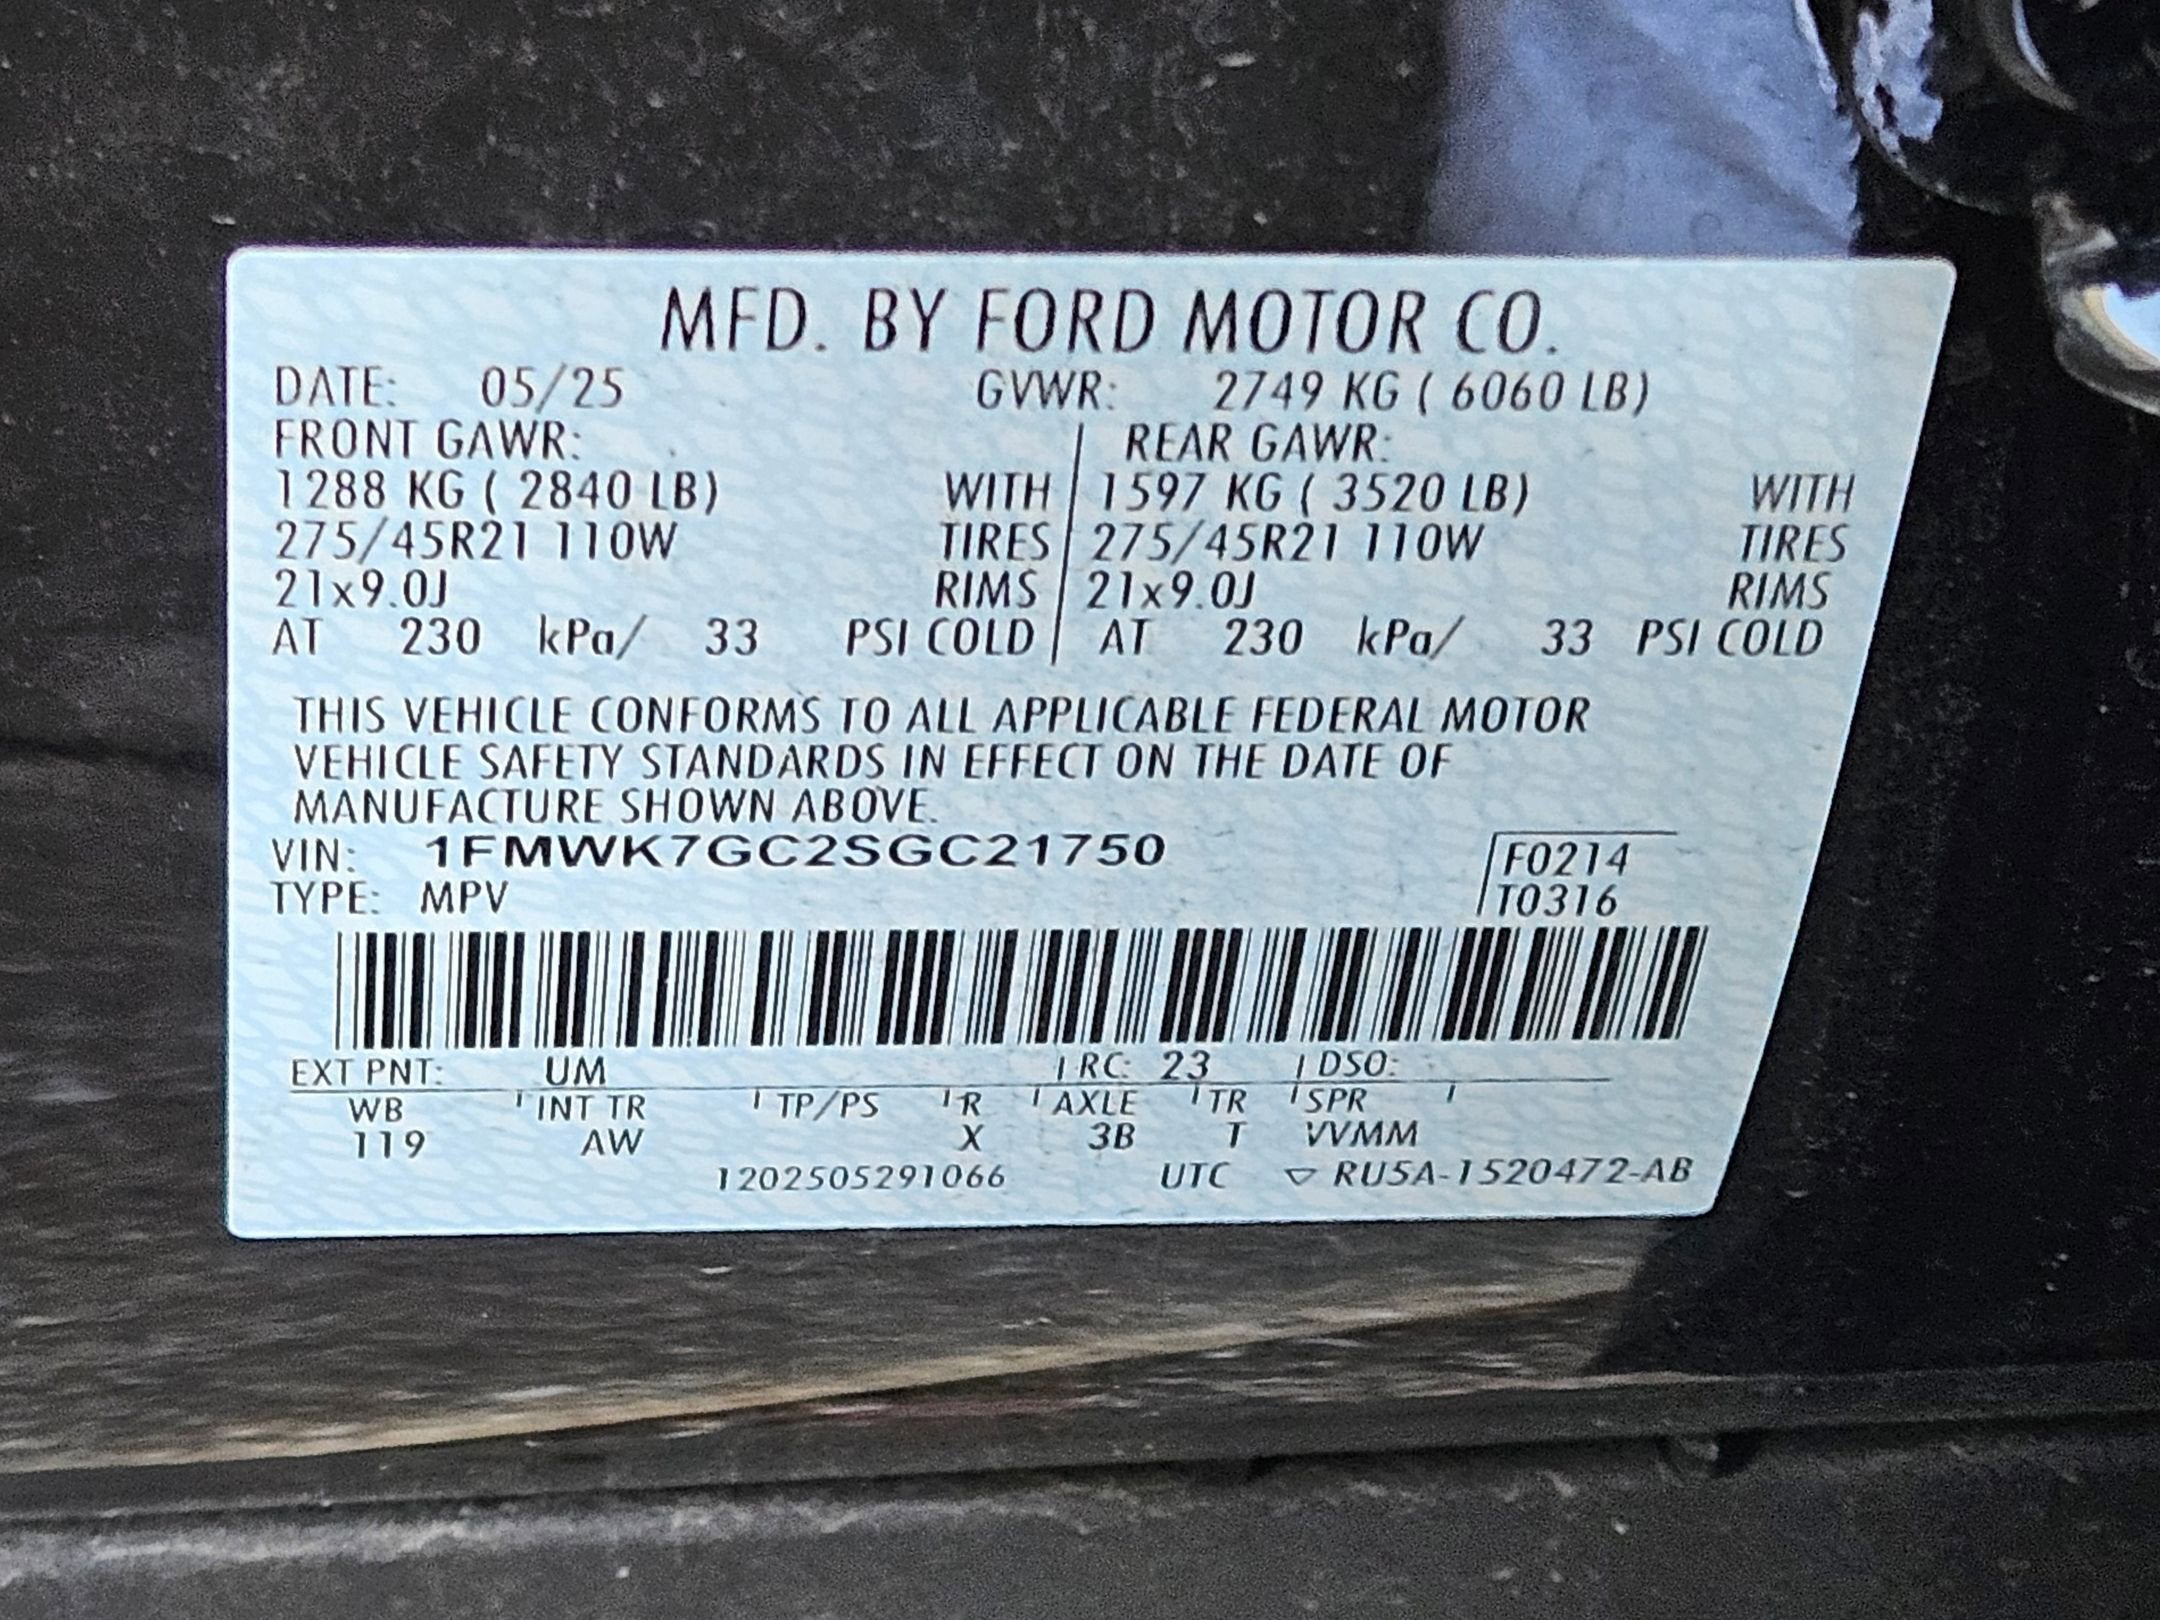 MFD. BY FORD MOTOR CO.
DATE: 05/25 GVWR: 2749 KG ( 6060 LB)
FRONT GAWR: REAR GAWR:
1288 KG ( 2840 LB) WITH 1597 KG ( 3520 LB) WITH
275/45R21 110W TIRES 275/45R21 110W TIRES
21x9.0J RIMS 21x9.0J RIMS
AT 230 kPa/ 33 PSI COLD AT 230 kPa/ 33 PSI COLD
THIS VEHICLE CONFORMS TO ALL APPLICABLE FEDERAL MOTOR
VEHICLE SAFETY STANDARDS IN EFFECT ON THE DATE OF
MANUFACTURE SHOWN ABOVE.
VIN: 1FMWK7GC2SGC21750 F0214
TYPE: MPV T0316
EXT PNT: UM RC: 23 DSO:
WB INT TR TP/PS R AXLE TR SPR
119 AW X 3B T VVMM
1202505291066 UTC ▽ RU5A-1520472-AB